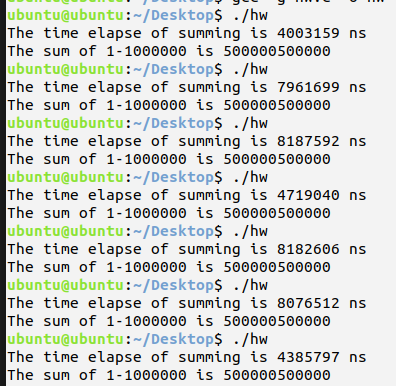 ubuntu@ubuntu:~/Desktop$ ./hw
The time elapse of summing is 4003159 ns
The sum of 1-1000000 is 500000500000
ubuntu@ubuntu:~/Desktop$ ./hw
The time elapse of summing is 7961699 ns
The sum of 1-1000000 is 500000500000
ubuntu@ubuntu:~/Desktop$ ./hw
The time elapse of summing is 8187592 ns
The sum of 1-1000000 is 500000500000
ubuntu@ubuntu:~/Desktop$ ./hw
The time elapse of summing is 4719040 ns
The sum of 1-1000000 is 500000500000
ubuntu@ubuntu:~/Desktop$ ./hw
The time elapse of summing is 8182606 ns
The sum of 1-1000000 is 500000500000
ubuntu@ubuntu:~/Desktop$ ./hw
The time elapse of summing is 8076512 ns
The sum of 1-1000000 is 500000500000
ubuntu@ubuntu:~/Desktop$ ./hw
The time elapse of summing is 4385797 ns
The sum of 1-1000000 is 500000500000